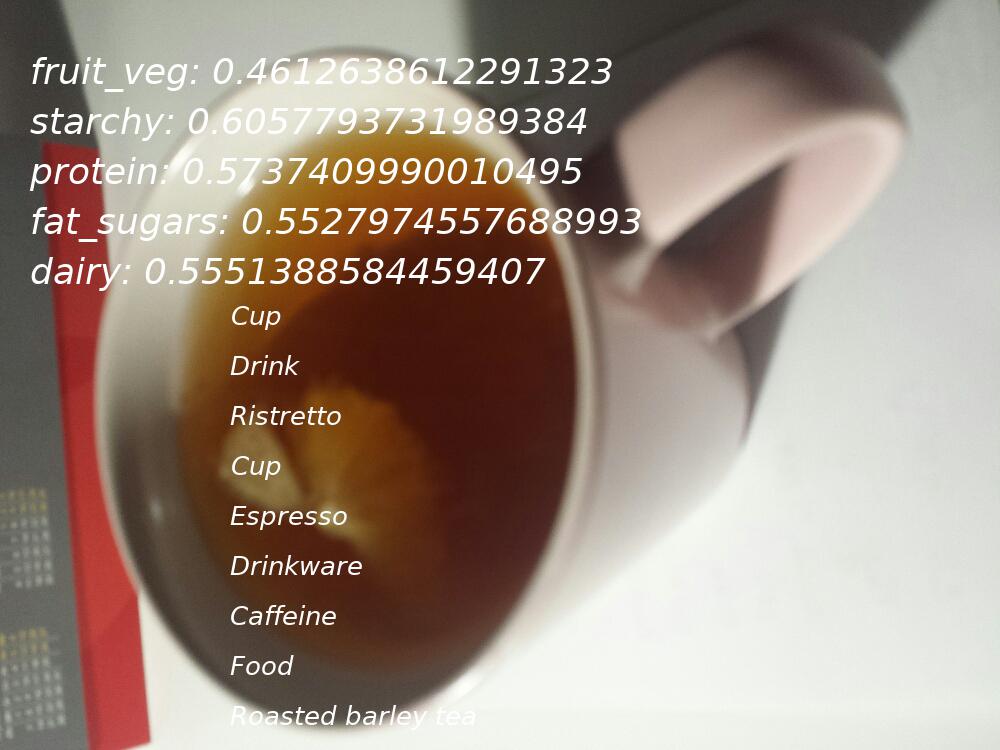 fruit_veg: 0.4612638612291323
starchy: 0.6057793731989384
protein: 0.5737409990010495
fat_sugars: 0.5527974557688993
dairy: 0.5551388584459407
Cup
Drink
Ristretto
Cup
Espresso
Drinkware
Caffeine
Food
Roasted barley tea